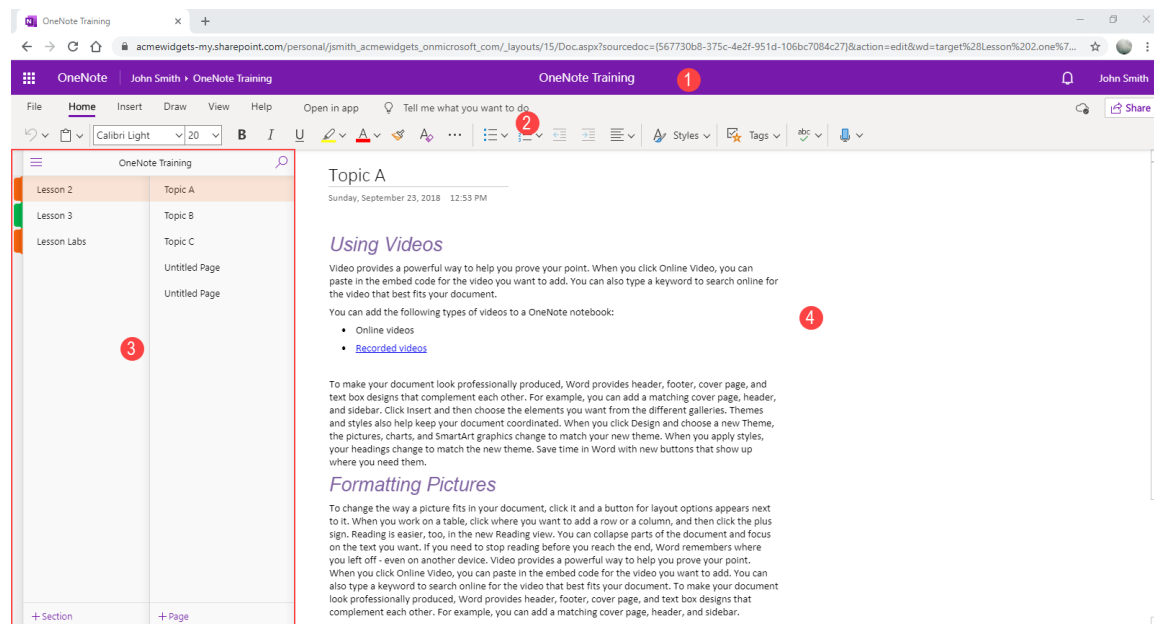 OneNote Training
acmewidgets-my.sharepoint.com/personal/jsmith_acmewidgets_onmicrosoft_com/_layouts/15/Doc.aspx?sourcedoc={567730b8-375c-4e2f-951d-106bc7084c27}&action=edit&wd=target%28Lesson%202.one%7...
OneNote John Smith › OneNote Training OneNote Training 1 John Smith
File Home Insert Draw View Help Open in app Tell me what you want to do Share
2
Calibri Light 20 B I U A A Styles Tags abc
OneNote Training
Lesson 2 Topic A
Lesson 3 Topic B
Lesson Labs Topic C
Untitled Page
Untitled Page
3
+ Section + Page
Topic A
Sunday, September 23, 2018 12:53 PM
Using Videos
Video provides a powerful way to help you prove your point. When you click Online Video, you can
paste in the embed code for the video you want to add. You can also type a keyword to search online for
the video that best fits your document.
You can add the following types of videos to a OneNote notebook:
• Online videos
• Recorded videos
4
To make your document look professionally produced, Word provides header, footer, cover page, and
text box designs that complement each other. For example, you can add a matching cover page, header,
and sidebar. Click Insert and then choose the elements you want from the different galleries. Themes
and styles also help keep your document coordinated. When you click Design and choose a new Theme,
the pictures, charts, and SmartArt graphics change to match your new theme. When you apply styles,
your headings change to match the new theme. Save time in Word with new buttons that show up
where you need them.
Formatting Pictures
To change the way a picture fits in your document, click it and a button for layout options appears next
to it. When you work on a table, click where you want to add a row or a column, and then click the plus
sign. Reading is easier, too, in the new Reading view. You can collapse parts of the document and focus
on the text you want. If you need to stop reading before you reach the end, Word remembers where
you left off - even on another device. Video provides a powerful way to help you prove your point.
When you click Online Video, you can paste in the embed code for the video you want to add. You can
also type a keyword to search online for the video that best fits your document. To make your document
look professionally produced, Word provides header, footer, cover page, and text box designs that
complement each other. For example, you can add a matching cover page, header, and sidebar.